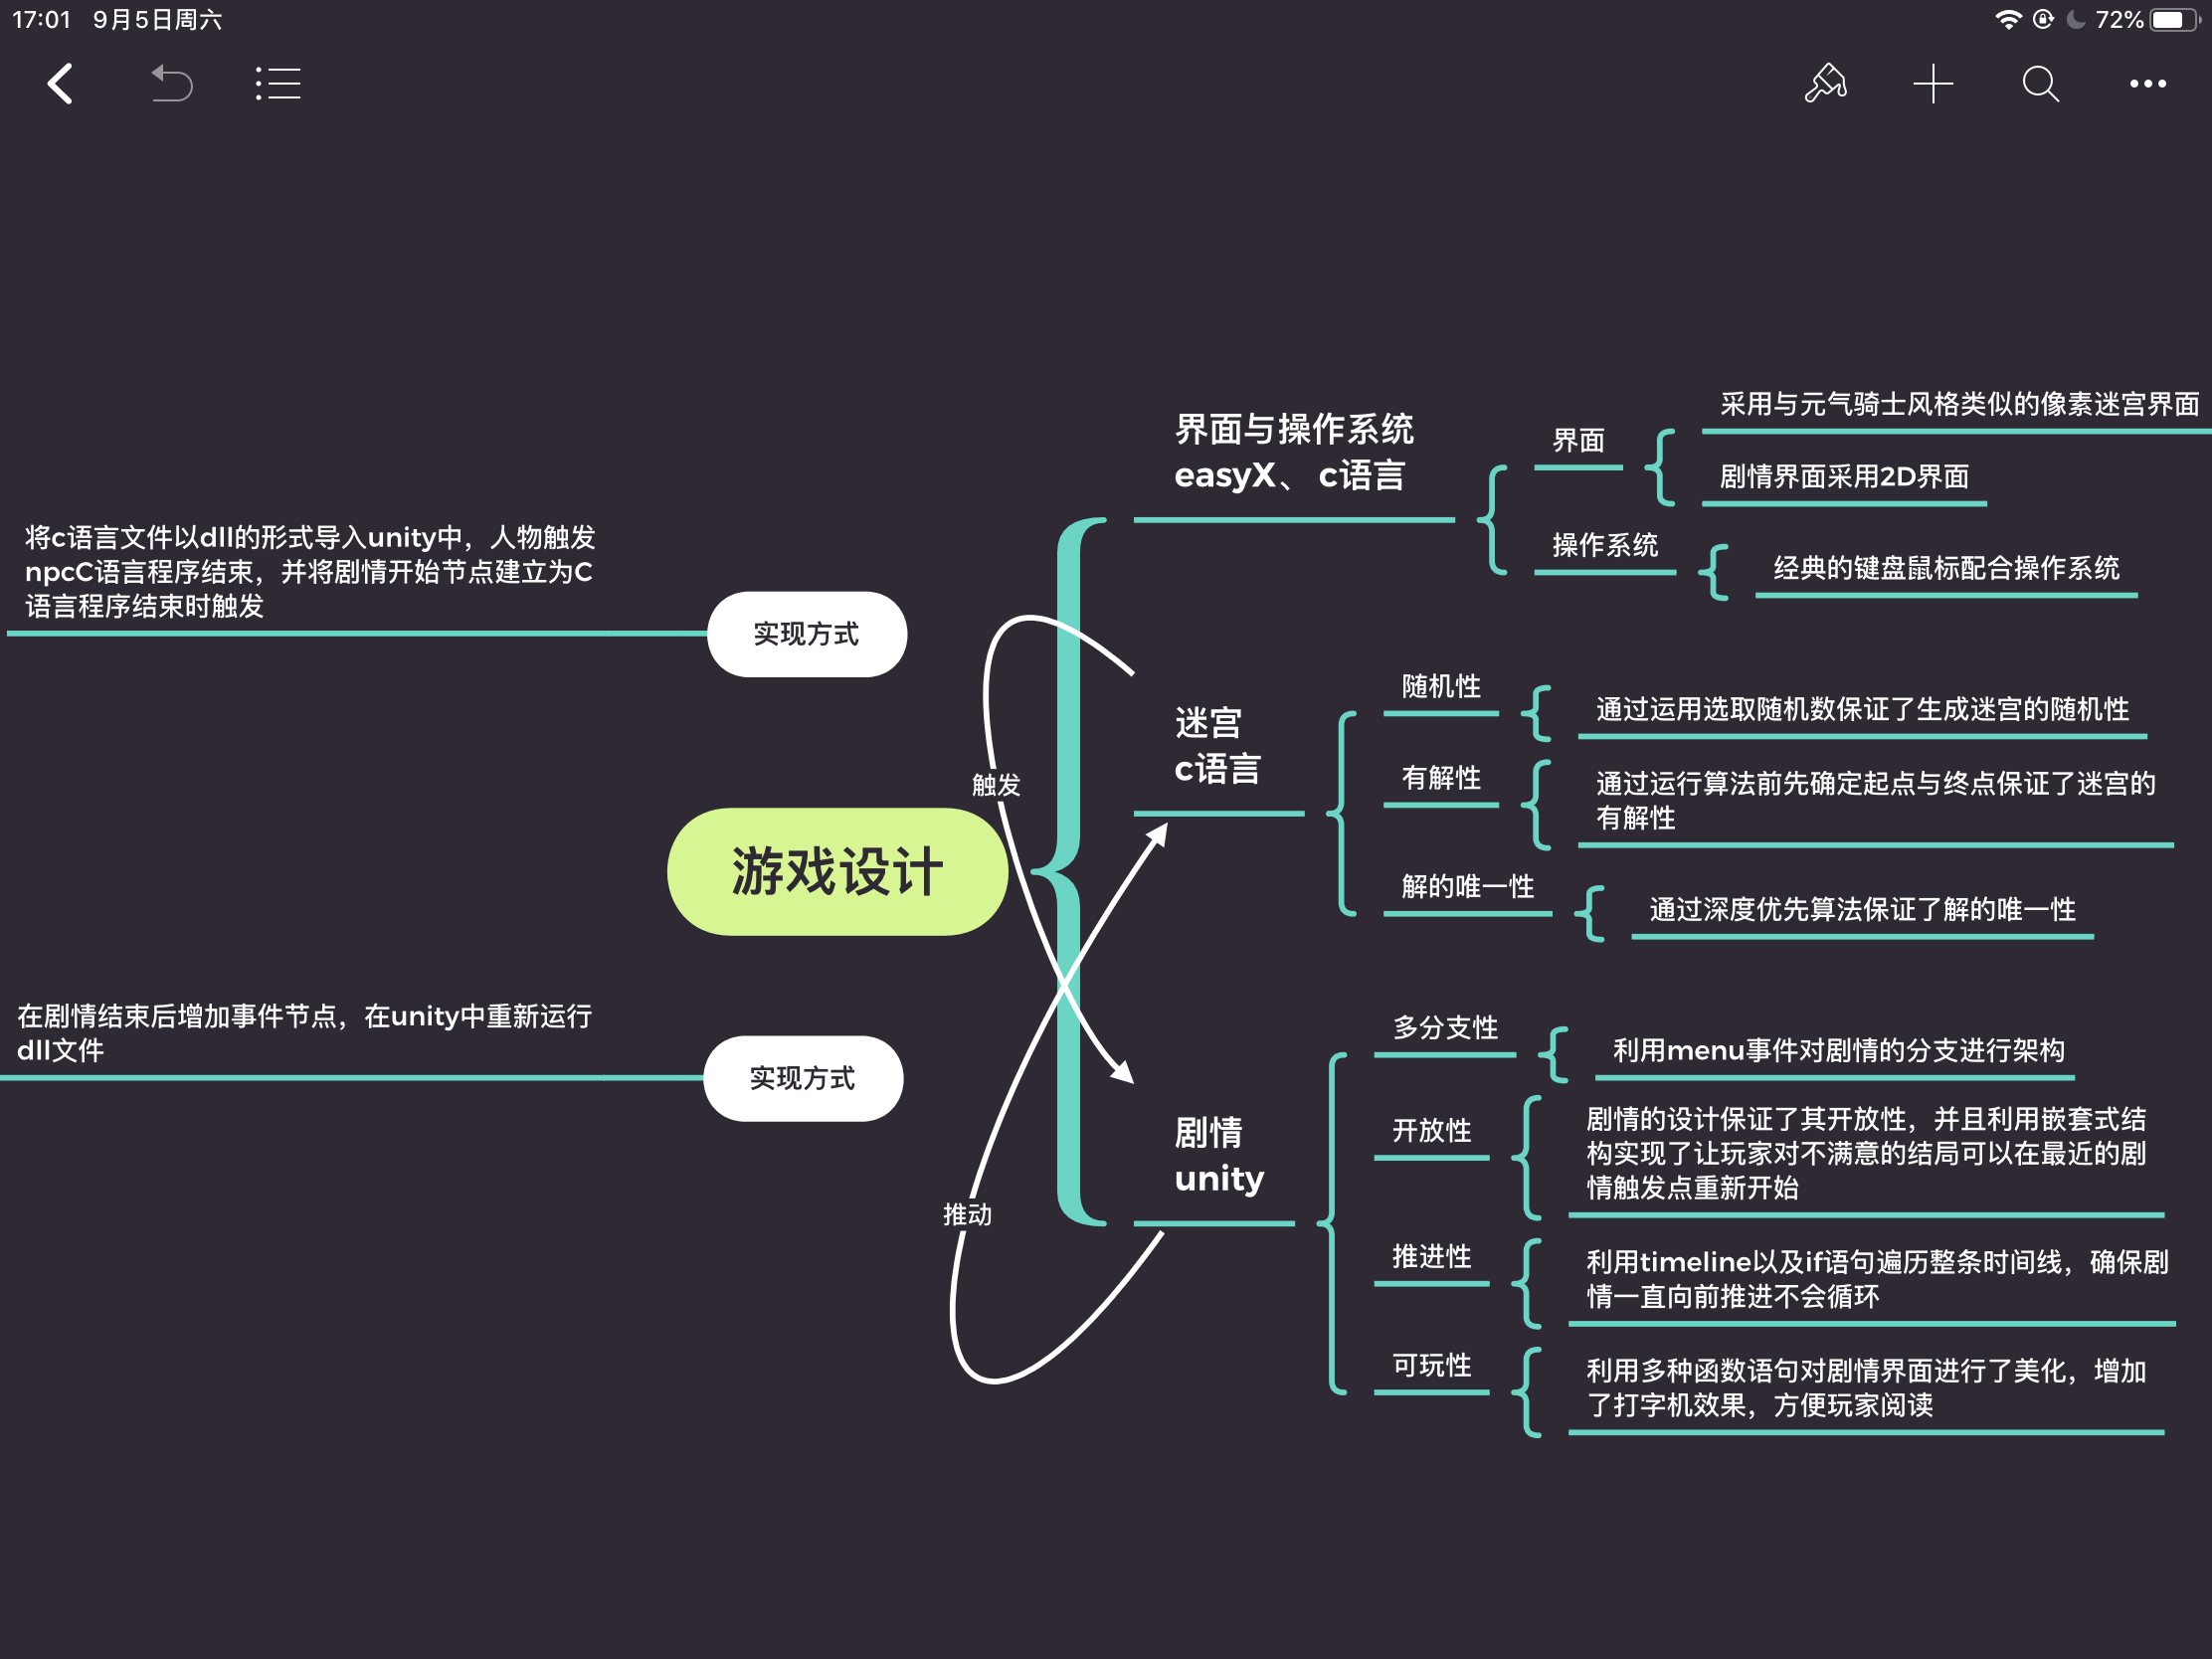 17:01 9月5日周六
72%
界面与操作系统
easyX、 c语言
界面
采用与元气骑士风格类似的像素迷宫界面
剧情界面采用2D界面
操作系统
经典的键盘鼠标配合操作系统
将c语言文件以dll的形式导入unity中，人物触发
npcC语言程序结束，并将剧情开始节点建立为C
语言程序结束时触发
实现方式
迷宫
c语言
随机性
通过运用选取随机数保证了生成迷宫的随机性
有解性
通过运行算法前先确定起点与终点保证了迷宫的
有解性
解的唯一性
通过深度优先算法保证了解的唯一性
触发
游戏设计
在剧情结束后增加事件节点，在unity中重新运行
dll文件
实现方式
推动
剧情
unity
多分支性
利用menu事件对剧情的分支进行架构
开放性
剧情的设计保证了其开放性，并且利用嵌套式结
构实现了让玩家对不满意的结局可以在最近的剧
情触发点重新开始
推进性
利用timeline以及if语句遍历整条时间线，确保剧
情一直向前推进不会循环
可玩性
利用多种函数语句对剧情界面进行了美化，增加
了打字机效果，方便玩家阅读